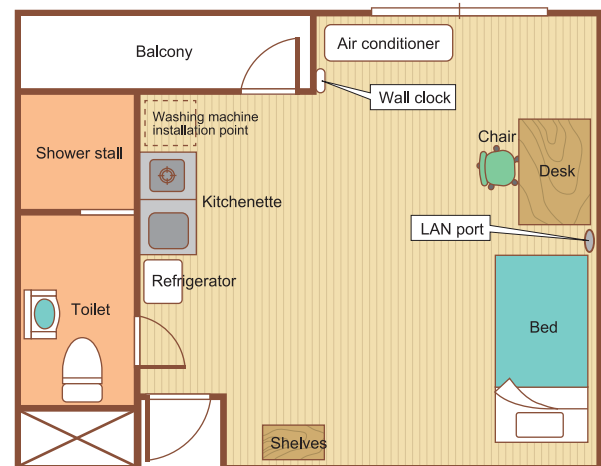 Balcony
Air conditioner
Wall clock
Washing machine
installation point
Shower stall
Chair
Desk
Kitchenette
LAN port
Refrigerator
Toilet
Bed
Shelves